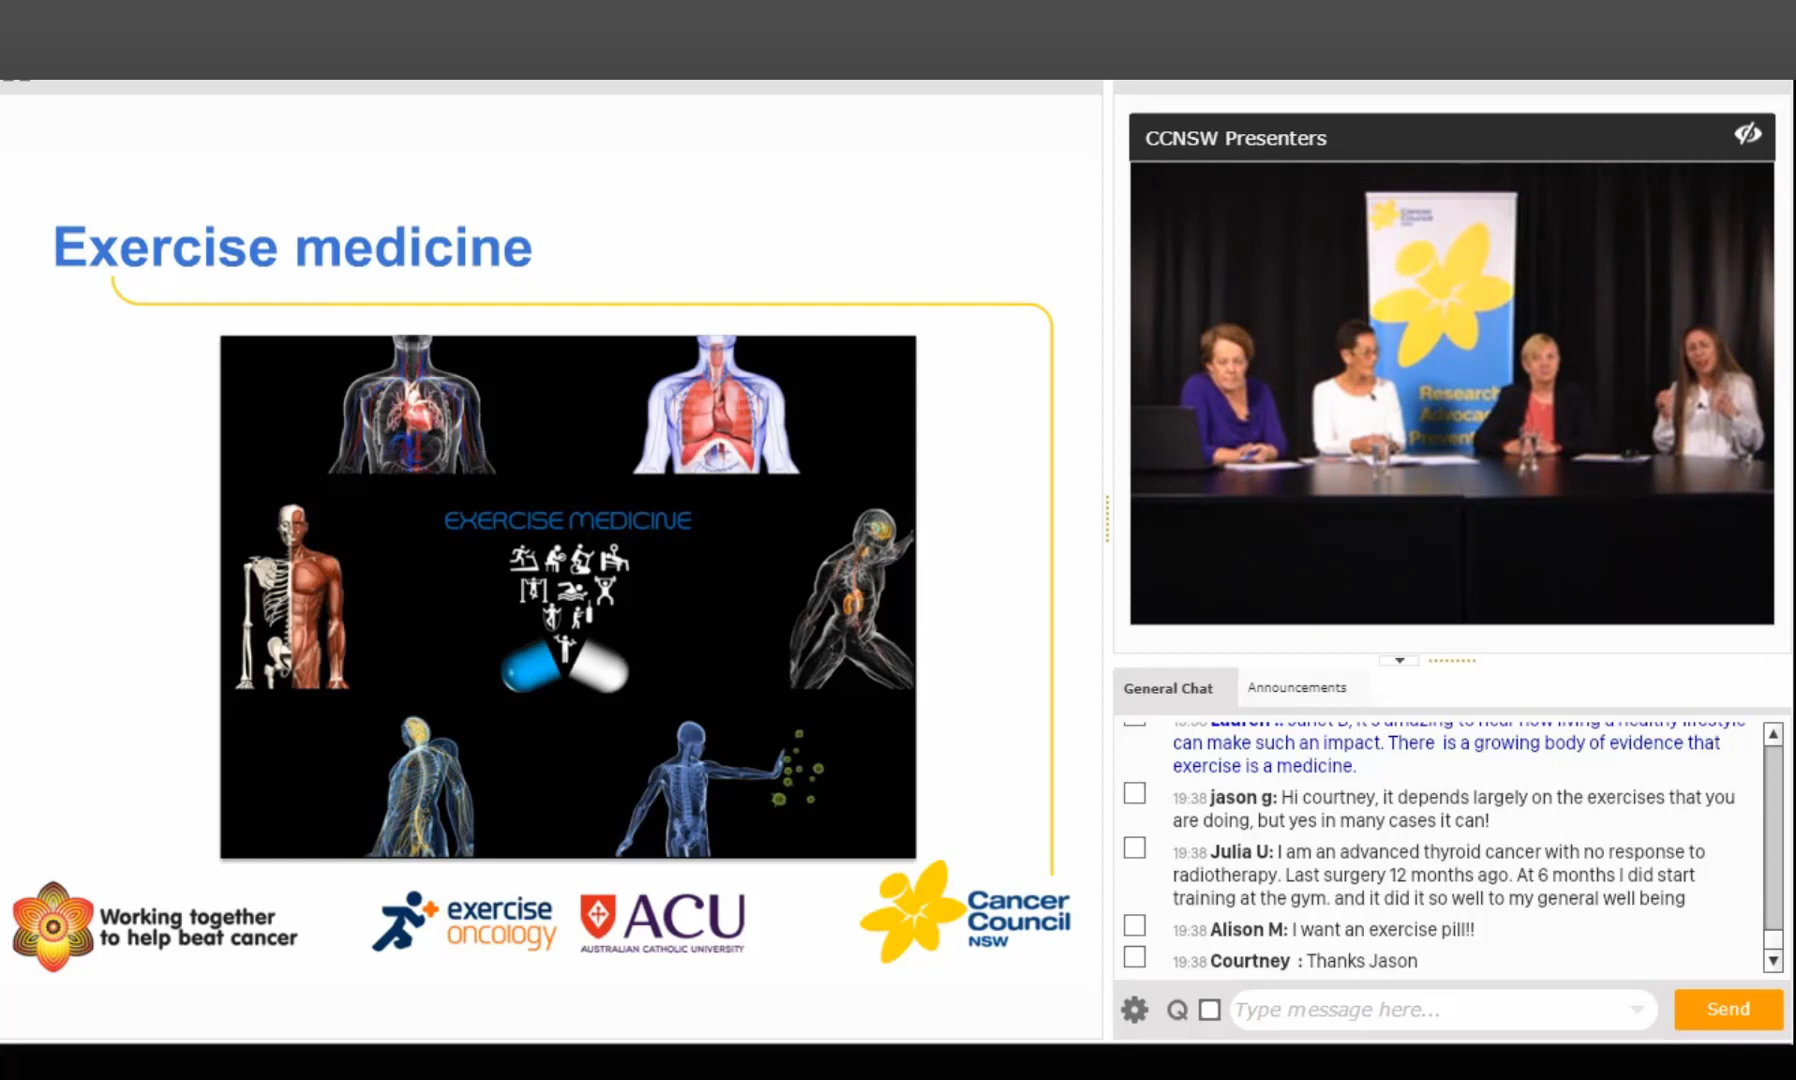 Exercise medicine
EXERCISE MEDICINE
Working together
to help beat cancer
exercise
oncology
ACU
AUSTRALIAN CATHOLIC UNIVERSITY
Cancer
Council
NSW
CCNSW Presenters
Cancer
Council
NSW
Research
General Chat
Announcements
can make such an impact. There is a growing body of evidence that
exercise is a medicine.
19:38 jason g: Hi courtney, it depends largely on the exercises that you
are doing, but yes in many cases it can!
19:38 Julia U: I am an advanced thyroid cancer with no response to
radiotherapy. Last surgery 12 months ago. At 6 months I did start
training at the gym. and it did it so well to my general well being
19:38 Alison M: I want an exercise pill!!
19:38 Courtney : Thanks Jason
Type message here...
Send